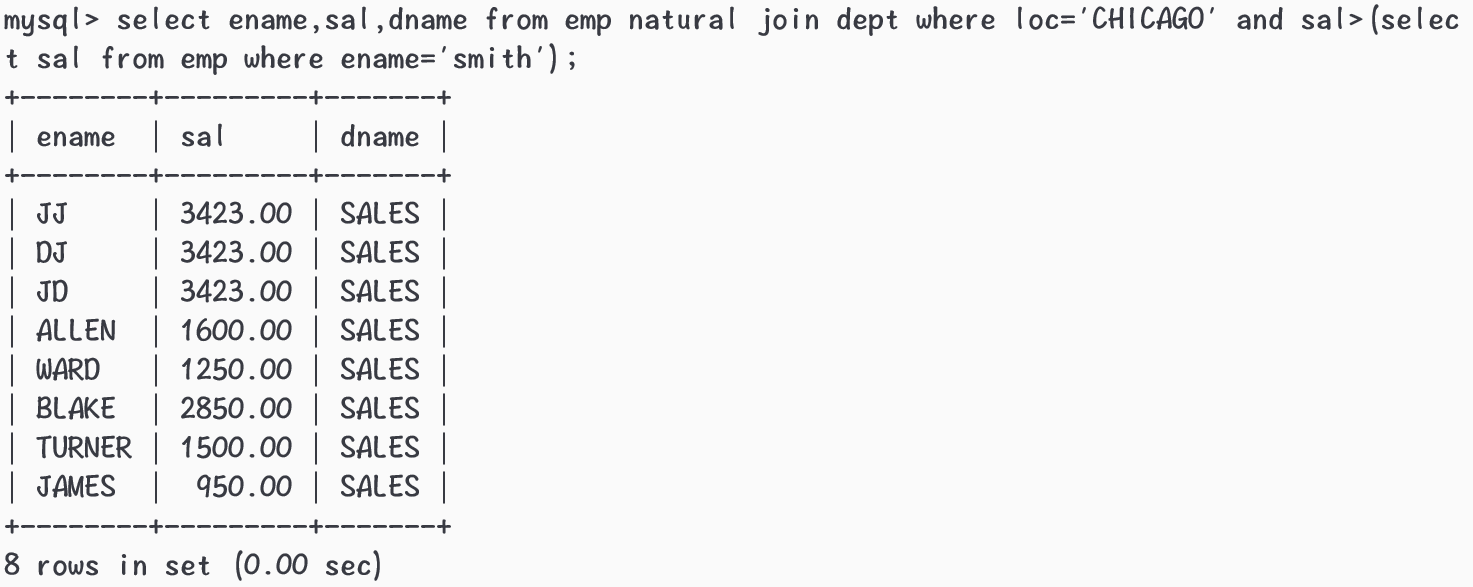 mysql> select ename,sal,dname from emp natural join dept where loc='CHICAGO' and sal>(selec
t sal from emp where ename='smith');
+--------+---------+-------+
| ename  | sal     | dname |
+--------+---------+-------+
| JJ     | 3423.00 | SALES |
| DJ     | 3423.00 | SALES |
| JD     | 3423.00 | SALES |
| ALLEN  | 1600.00 | SALES |
| WARD   | 1250.00 | SALES |
| BLAKE  | 2850.00 | SALES |
| TURNER | 1500.00 | SALES |
| JAMES  |  950.00 | SALES |
+--------+---------+-------+
8 rows in set (0.00 sec)